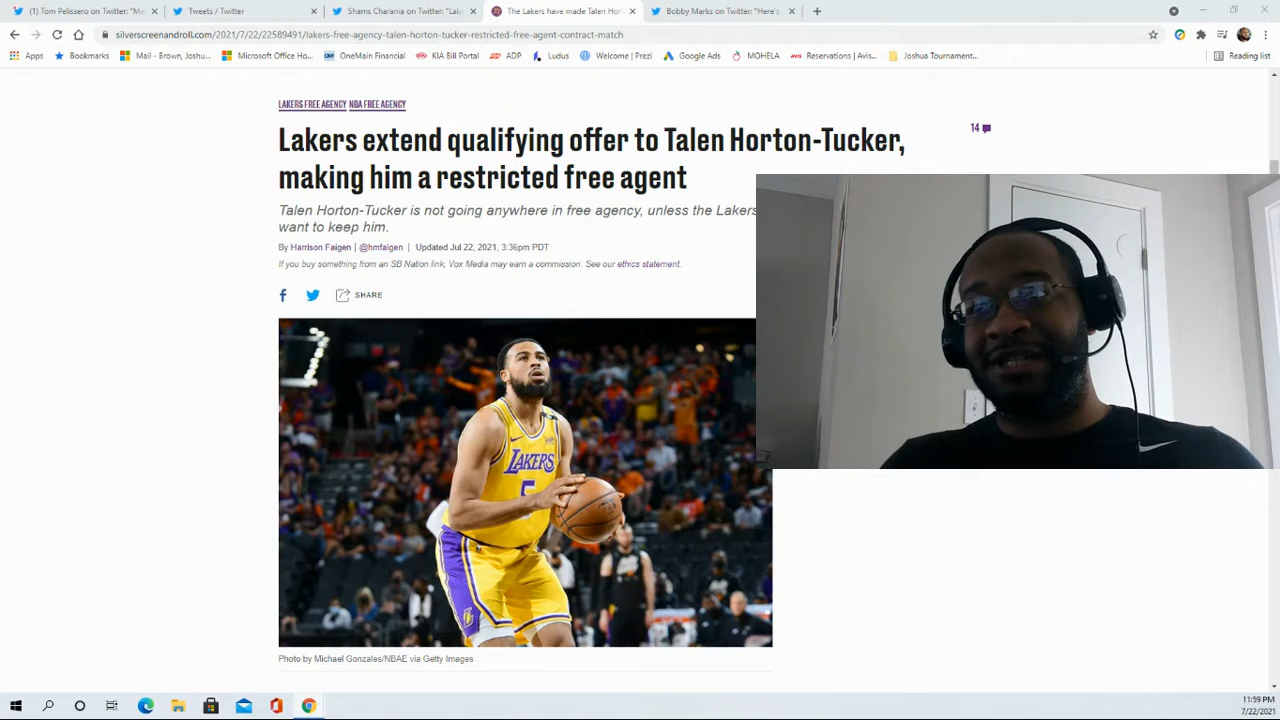 (1) Tom Pelissero on Twitter: "Me
Tweets / Twitter
Shams Charania on Twitter: "Lak
The Lakers have made Talen Hor
Bobby Marks on Twitter: "Here's
silverscreenandroll.com/2021/7/22/22589491/lakers-free-agency-talen-horton-tucker-restricted-free-agent-contract-match
Apps
Bookmarks
Mail - Brown, Joshu...
Microsoft Office Ho...
OneMain Financial
KIA Bill Portal
ADP
Ludus
Welcome | Prezi
Google Ads
MOHELA
Reservations | Avis...
Joshua Tournament...
Reading list
LAKERS FREE AGENCY NBA FREE AGENCY
Lakers extend qualifying offer to Talen Horton-Tucker,
making him a restricted free agent
14
Talen Horton-Tucker is not going anywhere in free agency, unless the Lakers
want to keep him.
By Harrison Faigen | @hmfaigen | Updated Jul 22, 2021, 3:36pm PDT
If you buy something from an SB Nation link, Vox Media may earn a commission. See our ethics statement.
SHARE
LAKERS
5
Photo by Michael Gonzales/NBAE via Getty Images
11:59 PM
7/22/2021